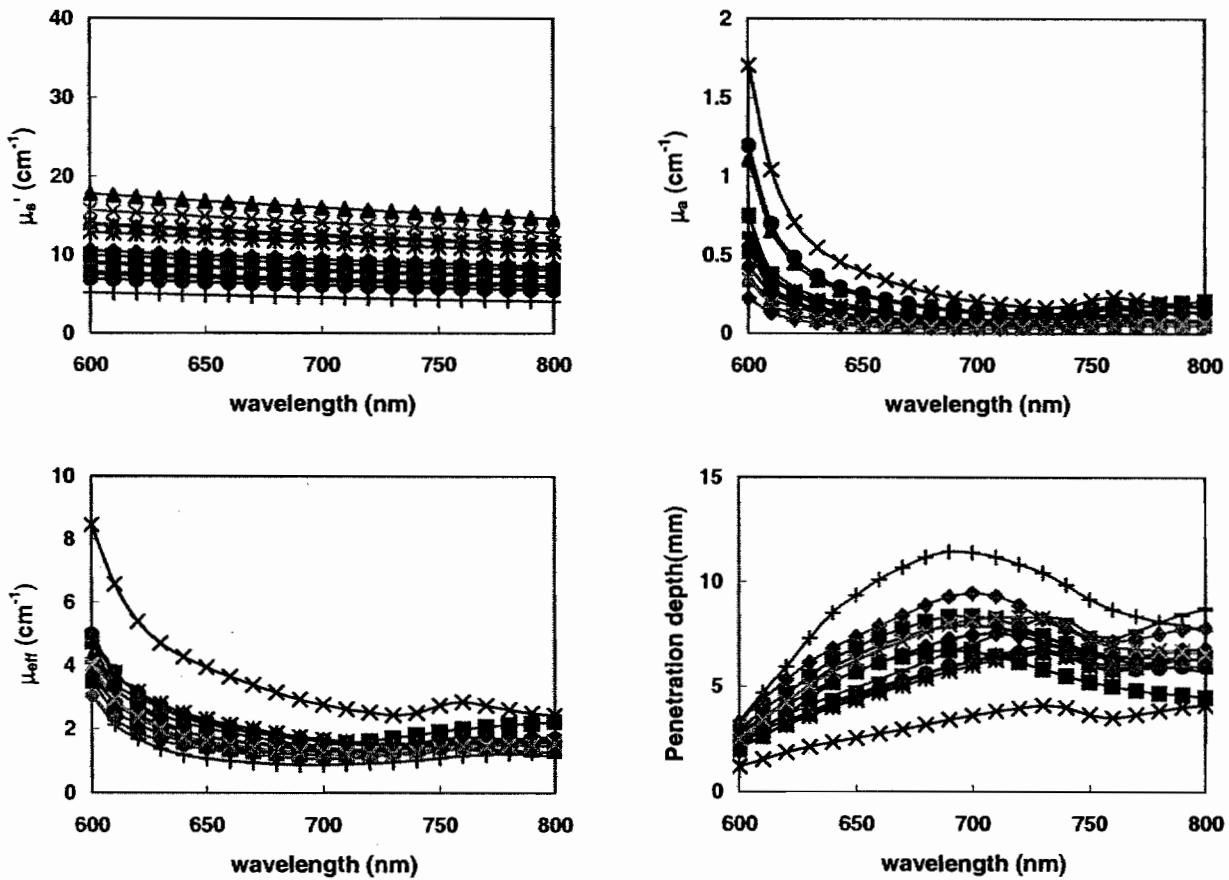 40
30
20
10
0
μs' (cm-1)
600 650 700 750 800
wavelength (nm)
2
1.5
1
0.5
0
μa (cm-1)
600 650 700 750 800
wavelength (nm)
10
8
6
4
2
0
μeff (cm-1)
600 650 700 750 800
wavelength (nm)
15
10
5
0
Penetration depth(mm)
600 650 700 750 800
wavelength (nm)